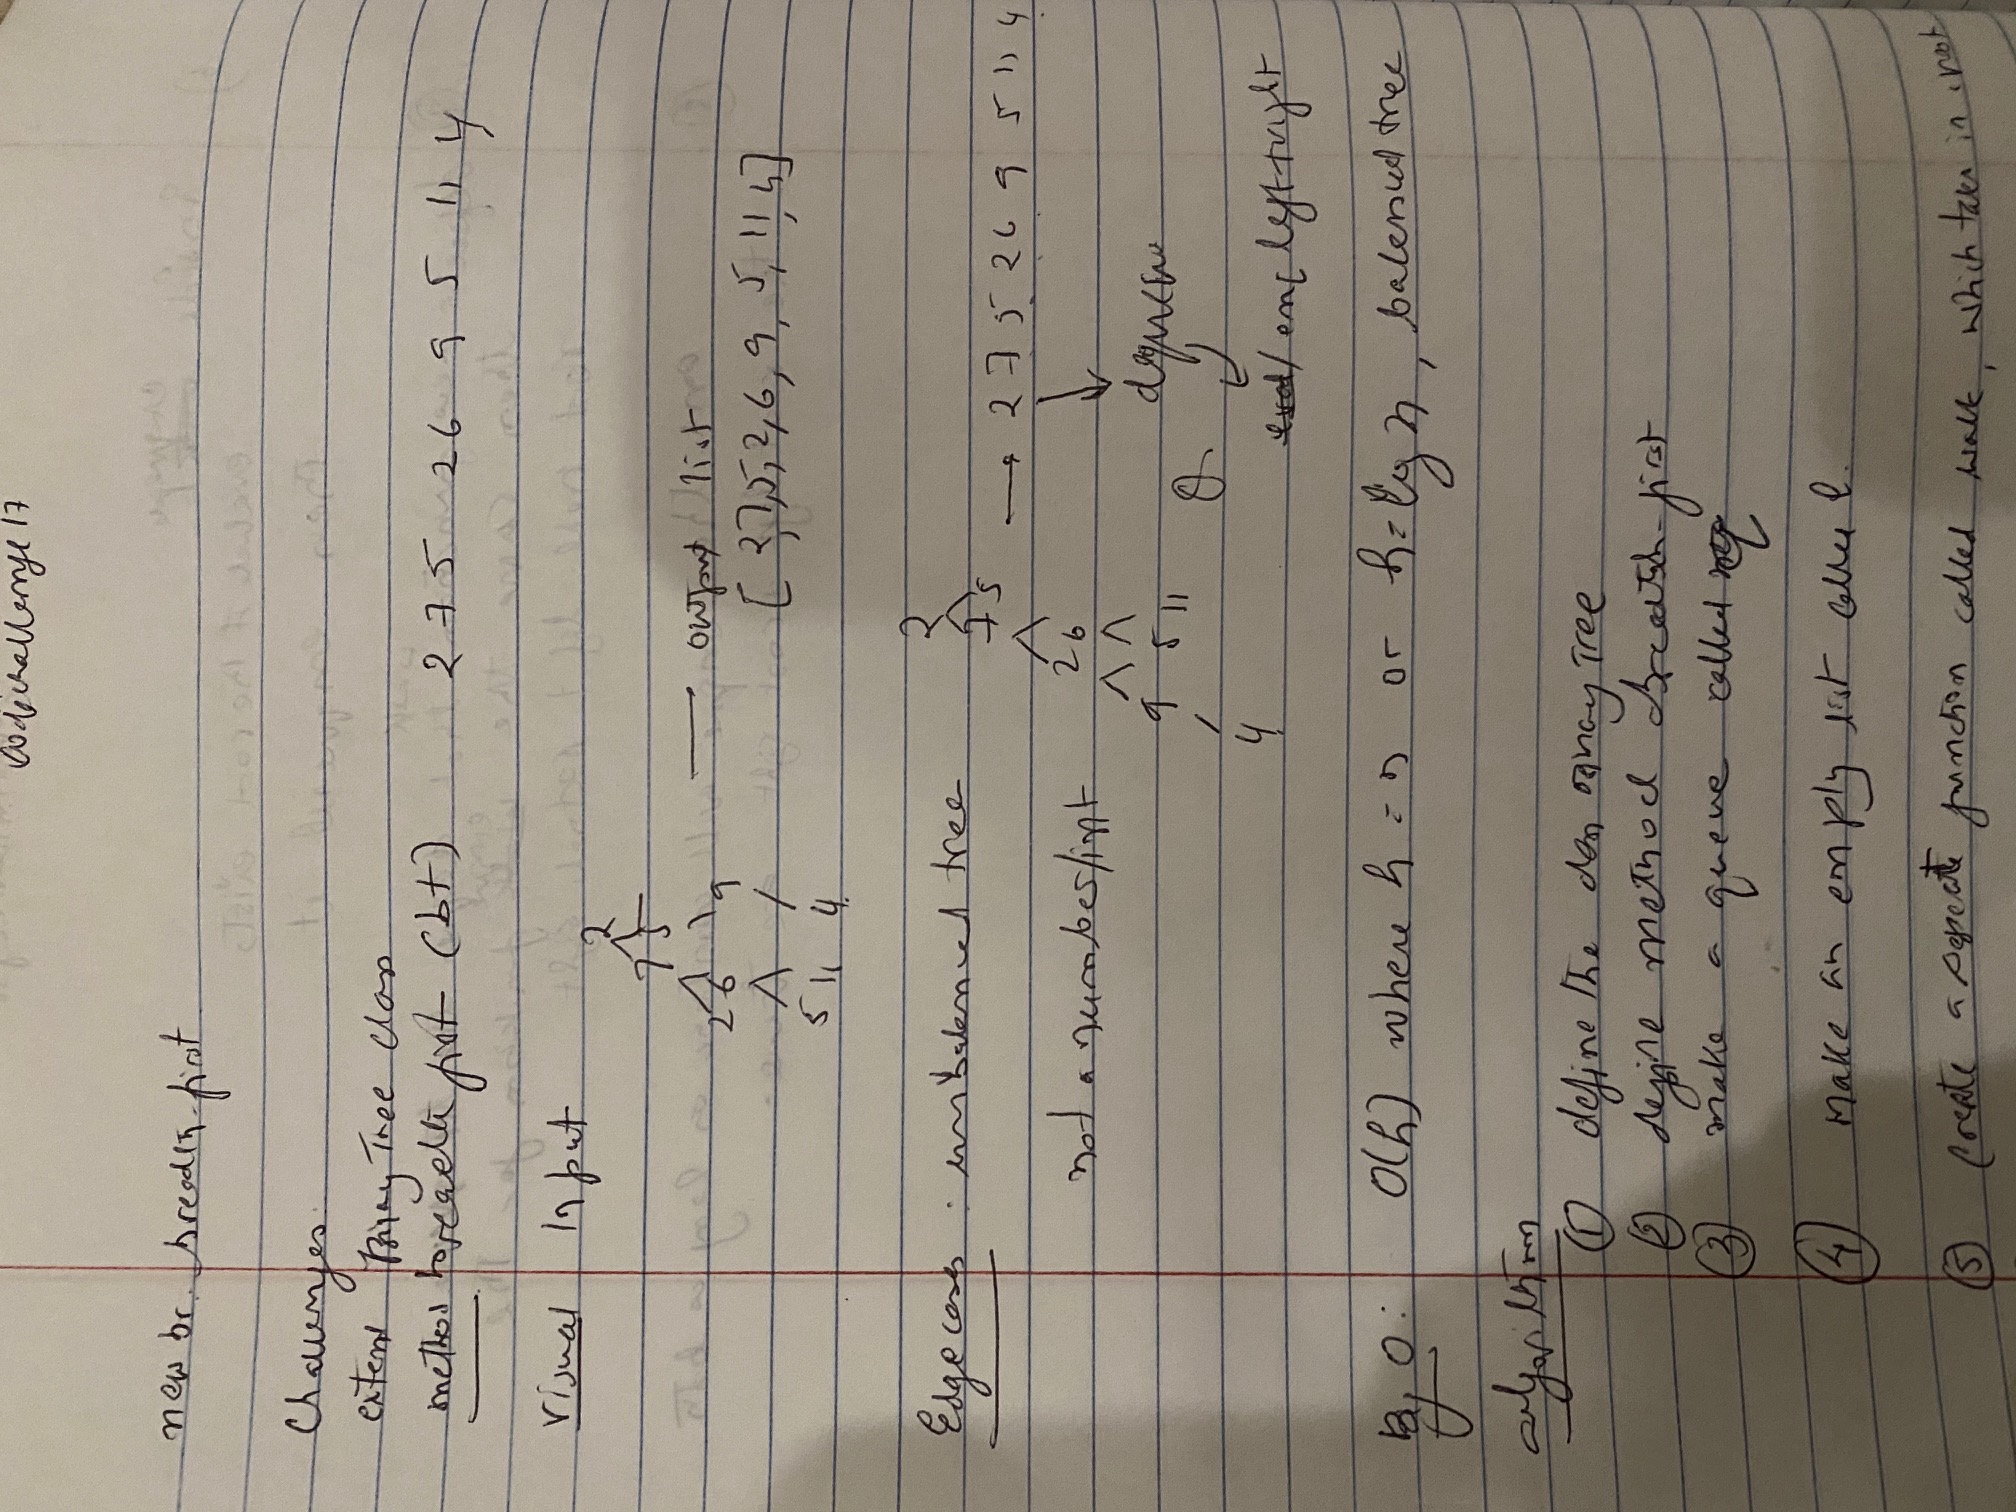 Codechallenge 17
new br. breadth-first
Challenges
extend Binary Tree class
method breadth first (bt) 2 7 5 2 6 9 5 11 4
Visual Input
2
7 5
2 6 9
5 11 4
→ output list
[2,7,5,2,6,9,5,11,4]
Edge cases : unbalanced tree
not a number/int
2
7 5
2 6
9 5 11
4
→ 2 7 5 2 6 9 5 11 4
dequeue
enq left+right
Big O: O(h) where h = n or h = log n, balanced tree
algorithm
① define the class BinaryTree
② define method breadth-first
③ make a queue called q
④ Make an empty list called l.
⑤ create a seperate function called walk, which takes in root